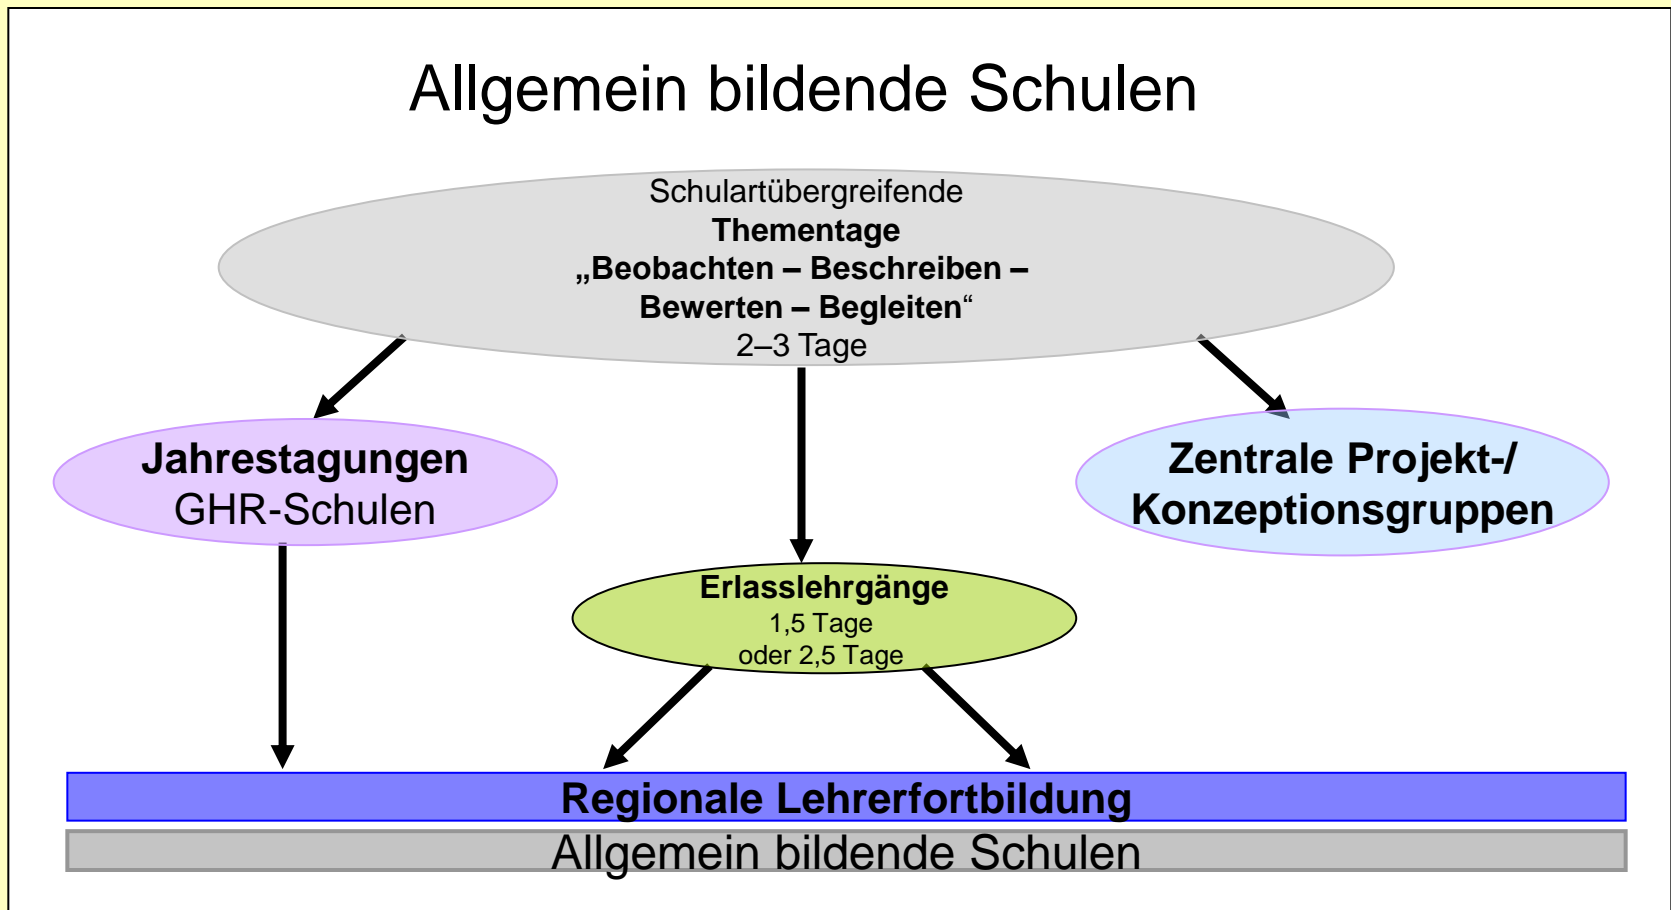 Allgemein bildende Schulen
Schulartübergreifende
Thementage
„Beobachten – Beschreiben –
Bewerten – Begleiten“
2–3 Tage
Jahrestagungen
GHR-Schulen
Zentrale Projekt-/
Konzeptionsgruppen
Erlasslehrgänge
1,5 Tage
oder 2,5 Tage
Regionale Lehrerfortbildung
Allgemein bildende Schulen